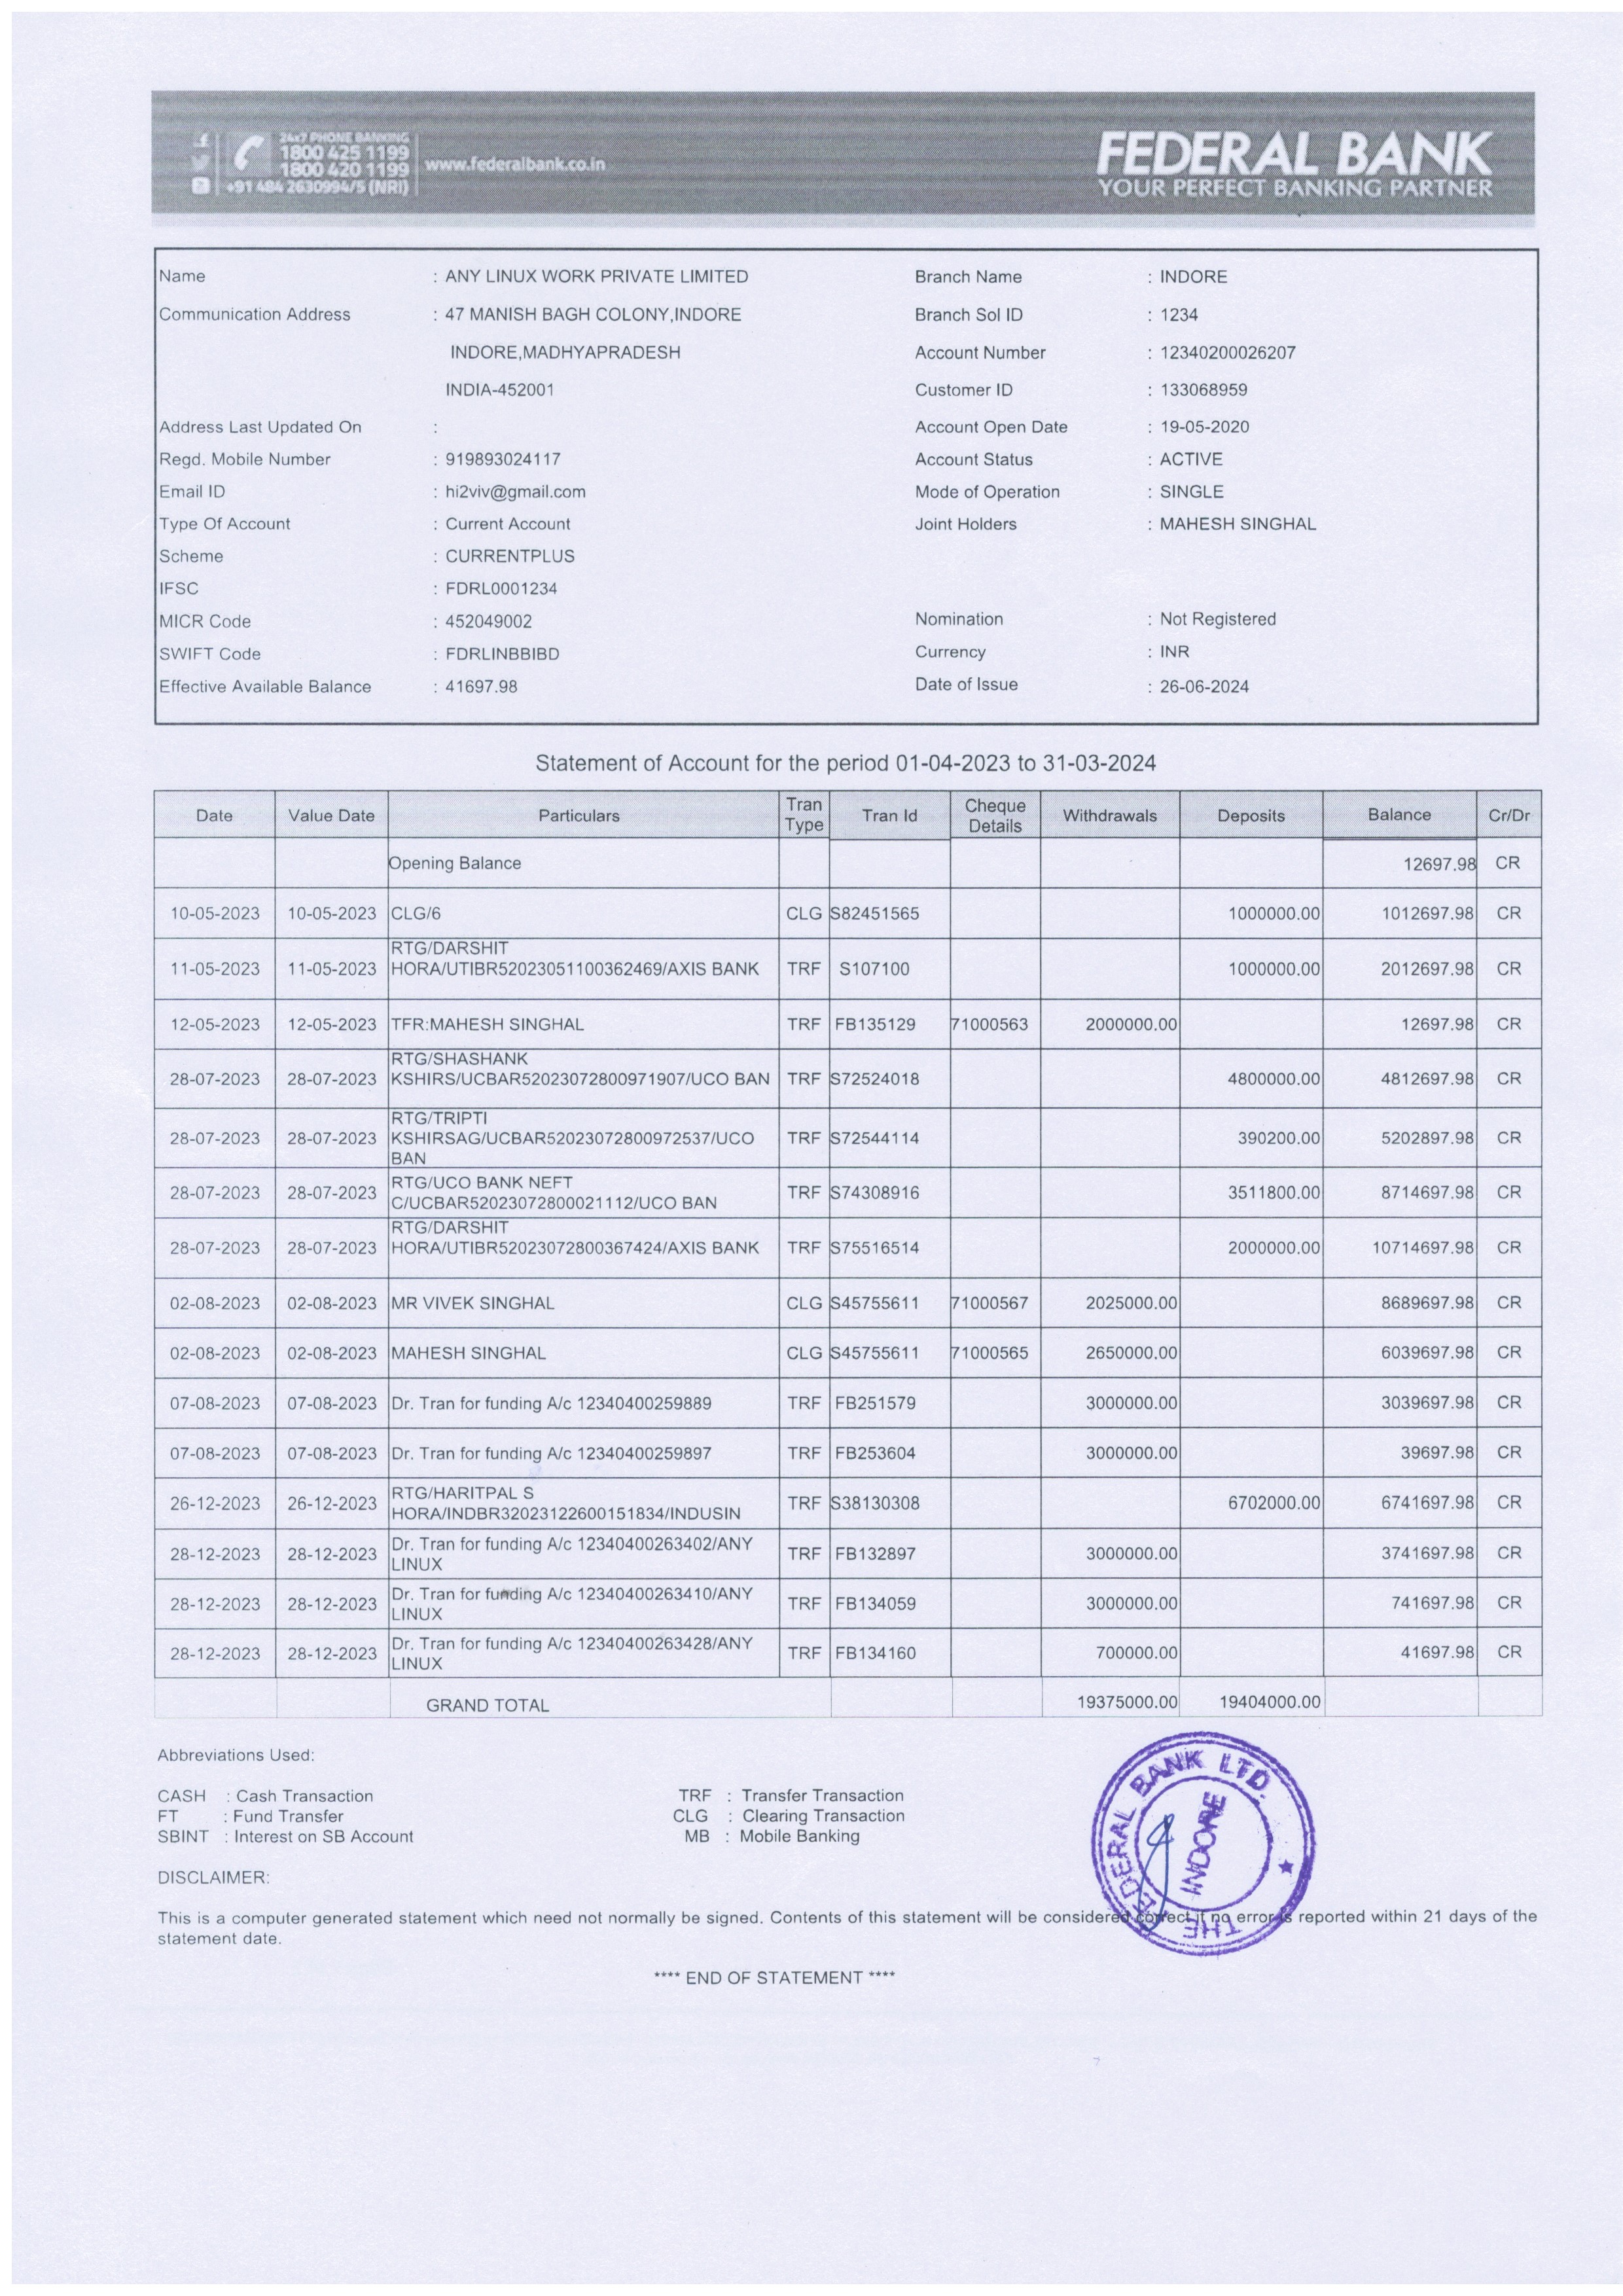 24x7 PHONE BANKING
1800 425 1199
1800 420 1199
+91 484 2630994/5 (NRI)
www.federalbank.co.in
FEDERAL BANK
YOUR PERFECT BANKING PARTNER
Name : ANY LINUX WORK PRIVATE LIMITED Branch Name : INDORE
Communication Address : 47 MANISH BAGH COLONY,INDORE Branch Sol ID : 1234
INDORE,MADHYAPRADESH Account Number : 12340200026207
INDIA-452001 Customer ID : 133068959
Address Last Updated On : Account Open Date : 19-05-2020
Regd. Mobile Number : 919893024117 Account Status : ACTIVE
Email ID : hi2viv@gmail.com Mode of Operation : SINGLE
Type Of Account : Current Account Joint Holders : MAHESH SINGHAL
Scheme : CURRENTPLUS
IFSC : FDRL0001234
MICR Code : 452049002 Nomination : Not Registered
SWIFT Code : FDRLINBBIBD Currency : INR
Effective Available Balance : 41697.98 Date of Issue : 26-06-2024
Statement of Account for the period 01-04-2023 to 31-03-2024
Date Value Date Particulars Tran Type Tran Id Cheque Details Withdrawals Deposits Balance Cr/Dr
Opening Balance 12697.98 CR
10-05-2023 10-05-2023 CLG/6 CLG S82451565 1000000.00 1012697.98 CR
RTG/DARSHIT
11-05-2023 11-05-2023 HORA/UTIBR52023051100362469/AXIS BANK TRF S107100 1000000.00 2012697.98 CR
12-05-2023 12-05-2023 TFR:MAHESH SINGHAL TRF FB135129 71000563 2000000.00 12697.98 CR
RTG/SHASHANK
28-07-2023 28-07-2023 KSHIRS/UCBAR52023072800971907/UCO BAN TRF S72524018 4800000.00 4812697.98 CR
RTG/TRIPTI
28-07-2023 28-07-2023 KSHIRSAG/UCBAR52023072800972537/UCO TRF S72544114 390200.00 5202897.98 CR
BAN
RTG/UCO BANK NEFT
28-07-2023 28-07-2023 C/UCBAR52023072800021112/UCO BAN TRF S74308916 3511800.00 8714697.98 CR
RTG/DARSHIT
28-07-2023 28-07-2023 HORA/UTIBR52023072800367424/AXIS BANK TRF S75516514 2000000.00 10714697.98 CR
02-08-2023 02-08-2023 MR VIVEK SINGHAL CLG S45755611 71000567 2025000.00 8689697.98 CR
02-08-2023 02-08-2023 MAHESH SINGHAL CLG S45755611 71000565 2650000.00 6039697.98 CR
07-08-2023 07-08-2023 Dr. Tran for funding A/c 12340400259889 TRF FB251579 3000000.00 3039697.98 CR
07-08-2023 07-08-2023 Dr. Tran for funding A/c 12340400259897 TRF FB253604 3000000.00 39697.98 CR
RTG/HARITPAL S
26-12-2023 26-12-2023 HORA/INDBR32023122600151834/INDUSIN TRF S38130308 6702000.00 6741697.98 CR
28-12-2023 28-12-2023 Dr. Tran for funding A/c 12340400263402/ANY TRF FB132897 3000000.00 3741697.98 CR
LINUX
28-12-2023 28-12-2023 Dr. Tran for funding A/c 12340400263410/ANY TRF FB134059 3000000.00 741697.98 CR
LINUX
28-12-2023 28-12-2023 Dr. Tran for funding A/c 12340400263428/ANY TRF FB134160 700000.00 41697.98 CR
LINUX
GRAND TOTAL 19375000.00 19404000.00
Abbreviations Used:
CASH : Cash Transaction TRF : Transfer Transaction
FT : Fund Transfer CLG : Clearing Transaction
SBINT : Interest on SB Account MB : Mobile Banking
THE FEDERAL BANK LTD.
INDORE
DISCLAIMER:
This is a computer generated statement which need not normally be signed. Contents of this statement will be considered correct if no error is reported within 21 days of the
statement date.
**** END OF STATEMENT ****